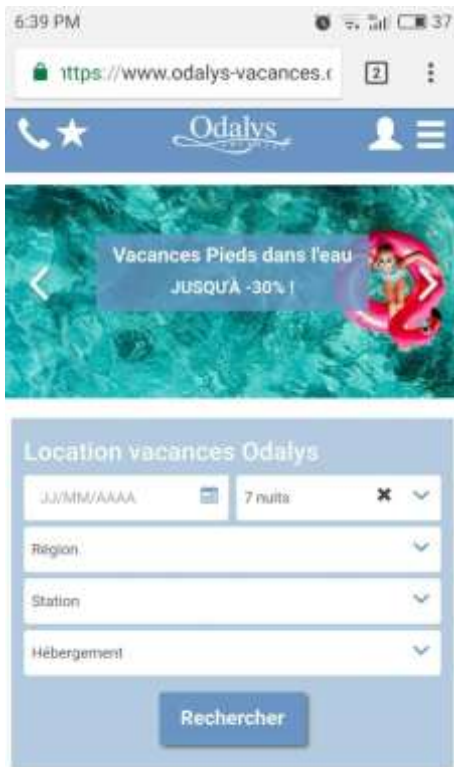 6:39 PM
37
https://www.odalys-vacances.c
2
Odalys
Vacances Pieds dans l'eau
JUSQU'À -30% !
Location vacances Odalys
JJ/MM/AAAA
7 nuits
Région
Station
Hébergement
Rechercher